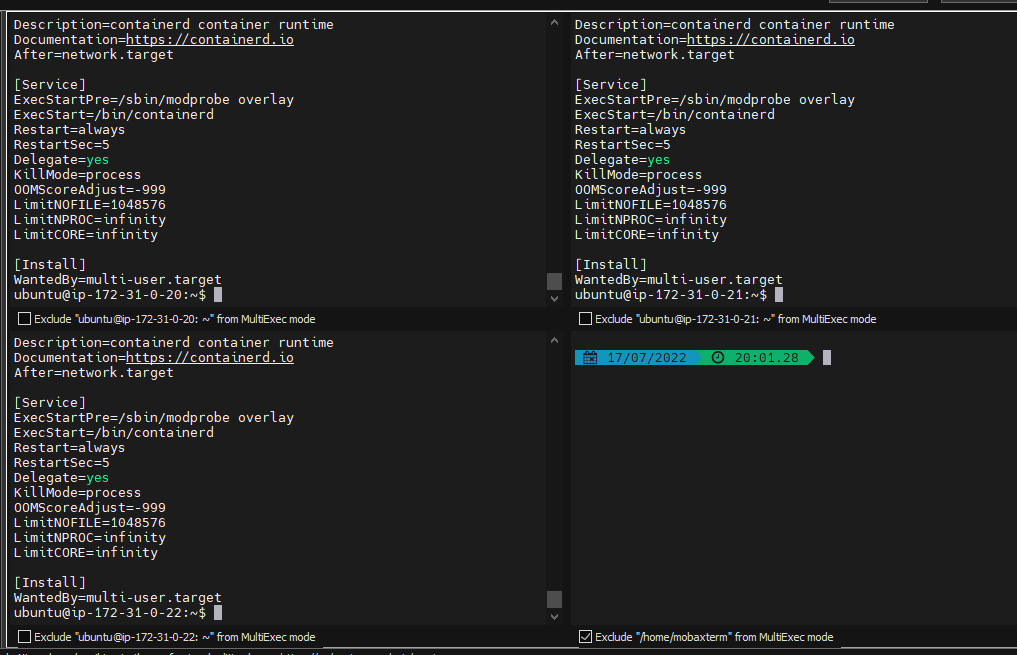 Description=containerd container runtime
Documentation=https://containerd.io
After=network.target
[Service]
ExecStartPre=/sbin/modprobe overlay
ExecStart=/bin/containerd
Restart=always
RestartSec=5
Delegate=yes
KillMode=process
OOMScoreAdjust=-999
LimitNOFILE=1048576
LimitNPROC=infinity
LimitCORE=infinity
[Install]
WantedBy=multi-user.target
ubuntu@ip-172-31-0-20:~$
Exclude "ubuntu@ip-172-31-0-20: ~" from MultiExec mode
Description=containerd container runtime
Documentation=https://containerd.io
After=network.target
[Service]
ExecStartPre=/sbin/modprobe overlay
ExecStart=/bin/containerd
Restart=always
RestartSec=5
Delegate=yes
KillMode=process
OOMScoreAdjust=-999
LimitNOFILE=1048576
LimitNPROC=infinity
LimitCORE=infinity
[Install]
WantedBy=multi-user.target
ubuntu@ip-172-31-0-21:~$
Exclude "ubuntu@ip-172-31-0-21: ~" from MultiExec mode
Description=containerd container runtime
Documentation=https://containerd.io
After=network.target
[Service]
ExecStartPre=/sbin/modprobe overlay
ExecStart=/bin/containerd
Restart=always
RestartSec=5
Delegate=yes
KillMode=process
OOMScoreAdjust=-999
LimitNOFILE=1048576
LimitNPROC=infinity
LimitCORE=infinity
[Install]
WantedBy=multi-user.target
ubuntu@ip-172-31-0-22:~$
Exclude "ubuntu@ip-172-31-0-22: ~" from MultiExec mode
17/07/2022 20:01.28
Exclude "/home/mobaxterm" from MultiExec mode